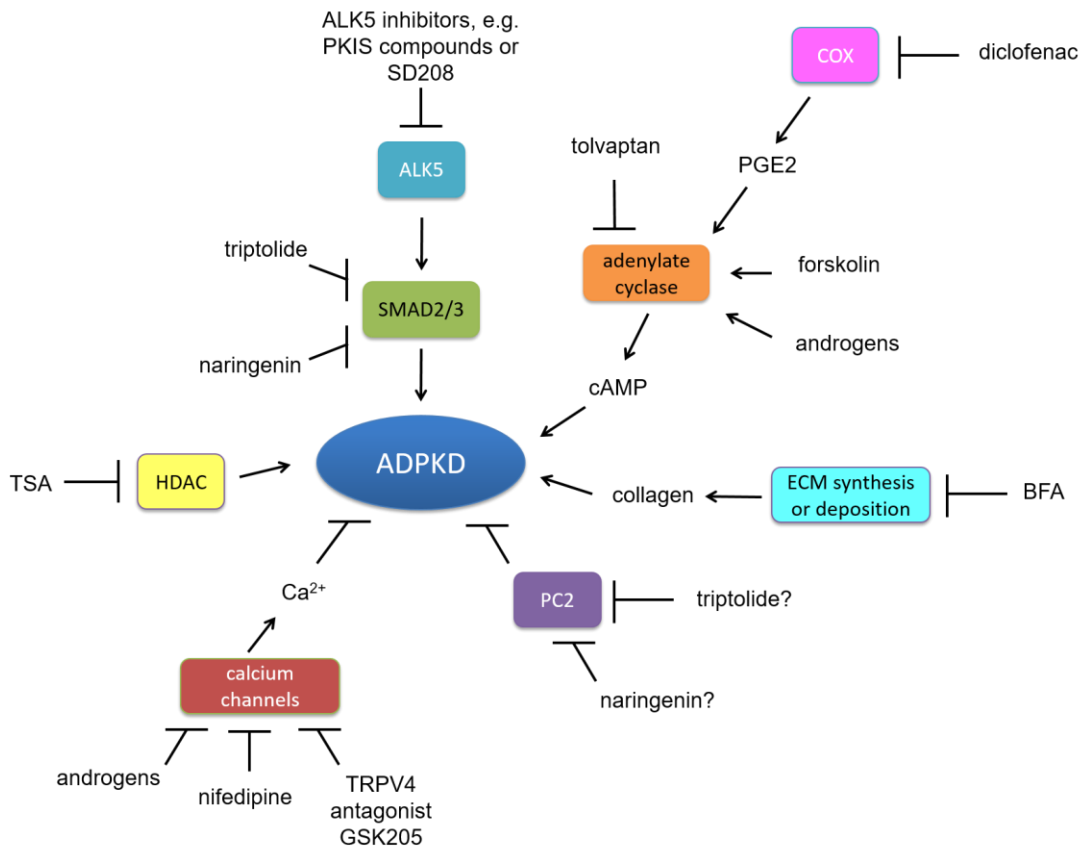 ALK5 inhibitors, e.g.
PKIS compounds or
SD208
COX
diclofenac
ALK5
tolvaptan
PGE2
triptolide
adenylate
cyclase
forskolin
SMAD2/3
androgens
naringenin
cAMP
ADPKD
TSA
HDAC
collagen
ECM synthesis
or deposition
BFA
Ca²⁺
PC2
triptolide?
calcium
channels
naringenin?
androgens
nifedipine
TRPV4
antagonist
GSK205